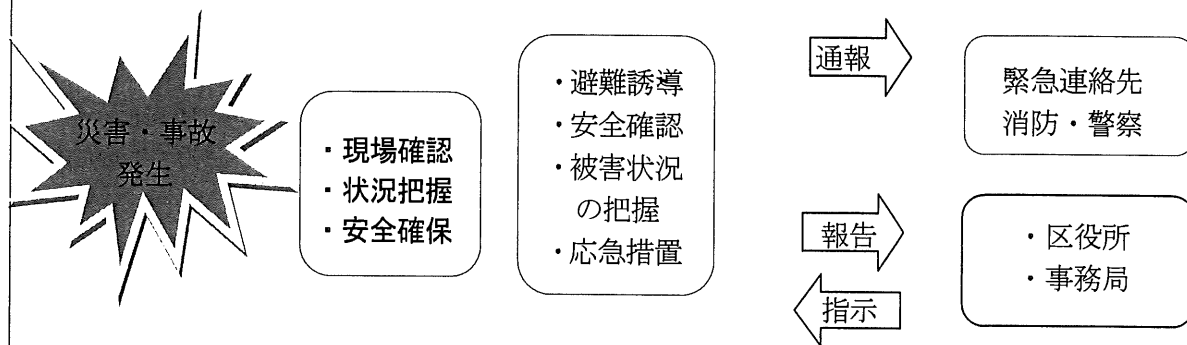 災害・事故
発生
・現場確認
・状況把握
・安全確保
・避難誘導
・安全確認
・被害状況
の把握
・応急措置
通報
緊急連絡先
消防・警察
報告
指示
・区役所
・事務局